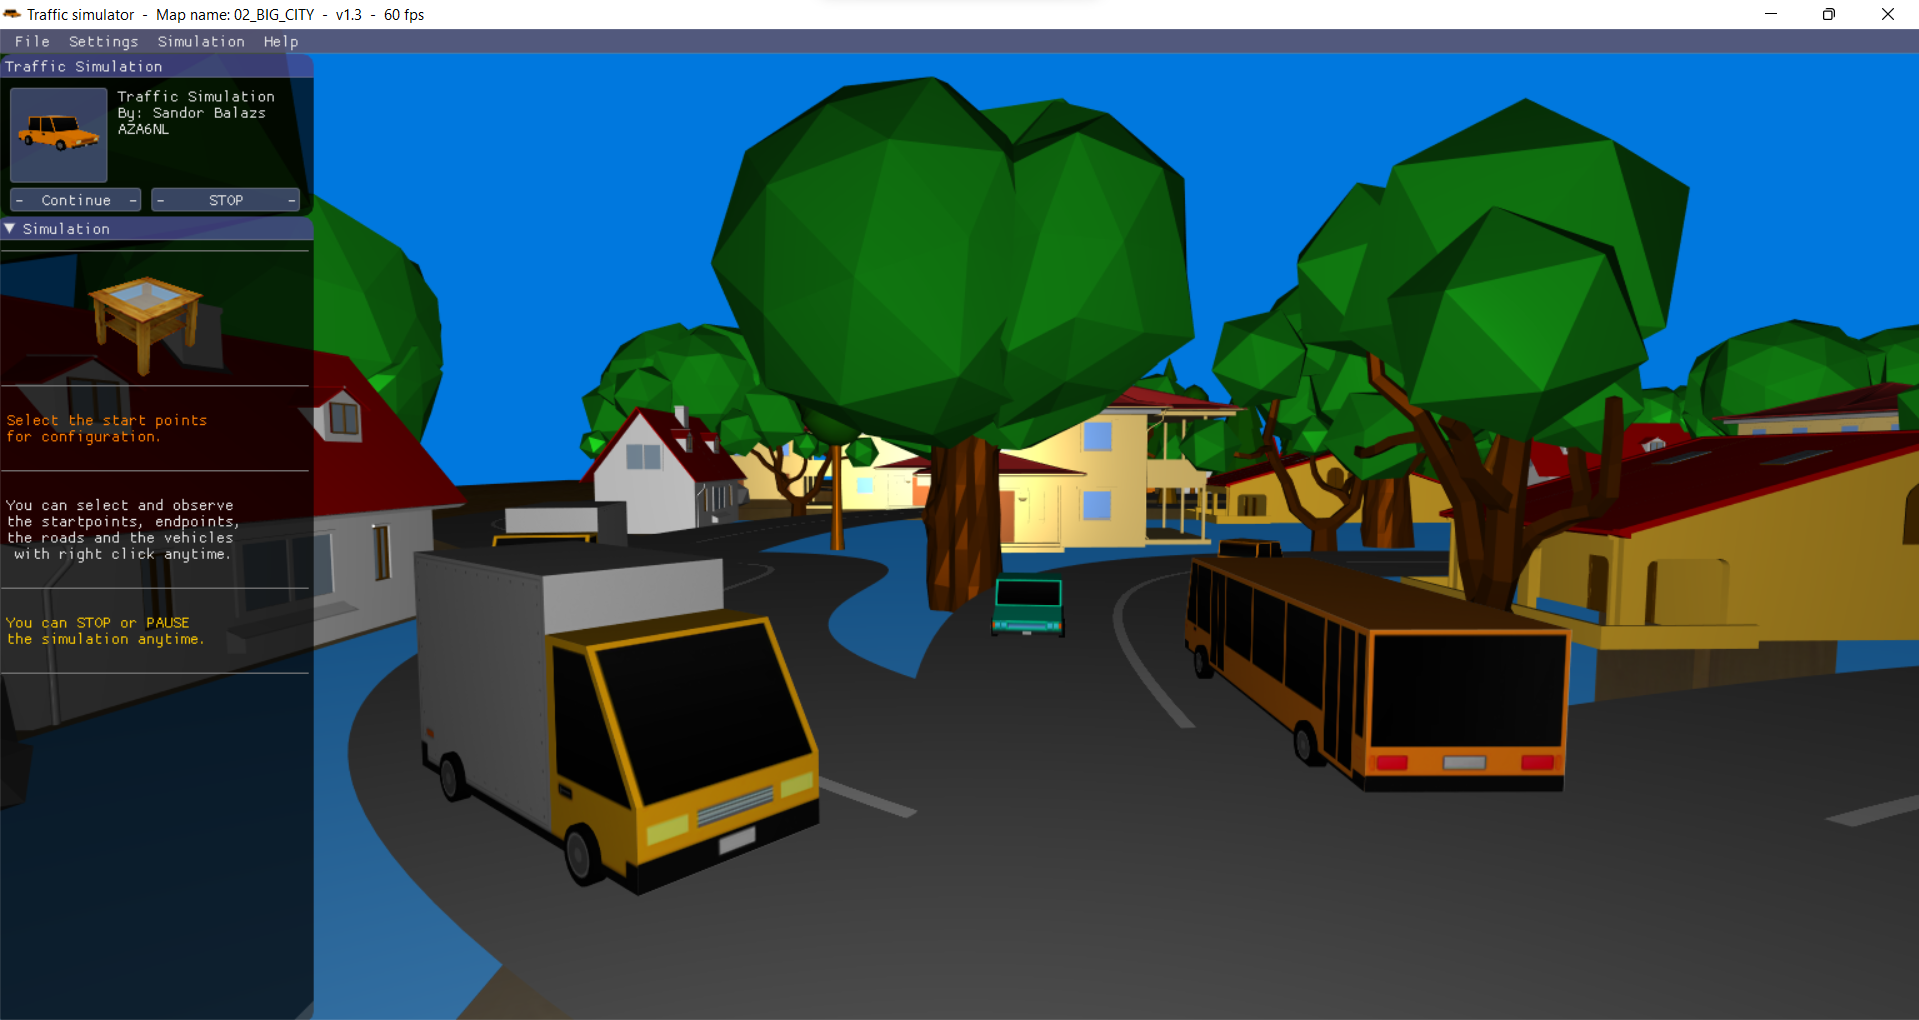 Traffic simulator - Map name: 02_BIG_CITY - v1.3 - 60 fps
File Settings Simulation Help
Traffic Simulation
Traffic Simulation
By: Sandor Balazs
AZA6NL
- Continue -
- STOP -
Simulation
Select the start points
for configuration.
You can select and observe
the startpoints, endpoints,
the roads and the vehicles
with right click anytime.
You can STOP or PAUSE
the simulation anytime.